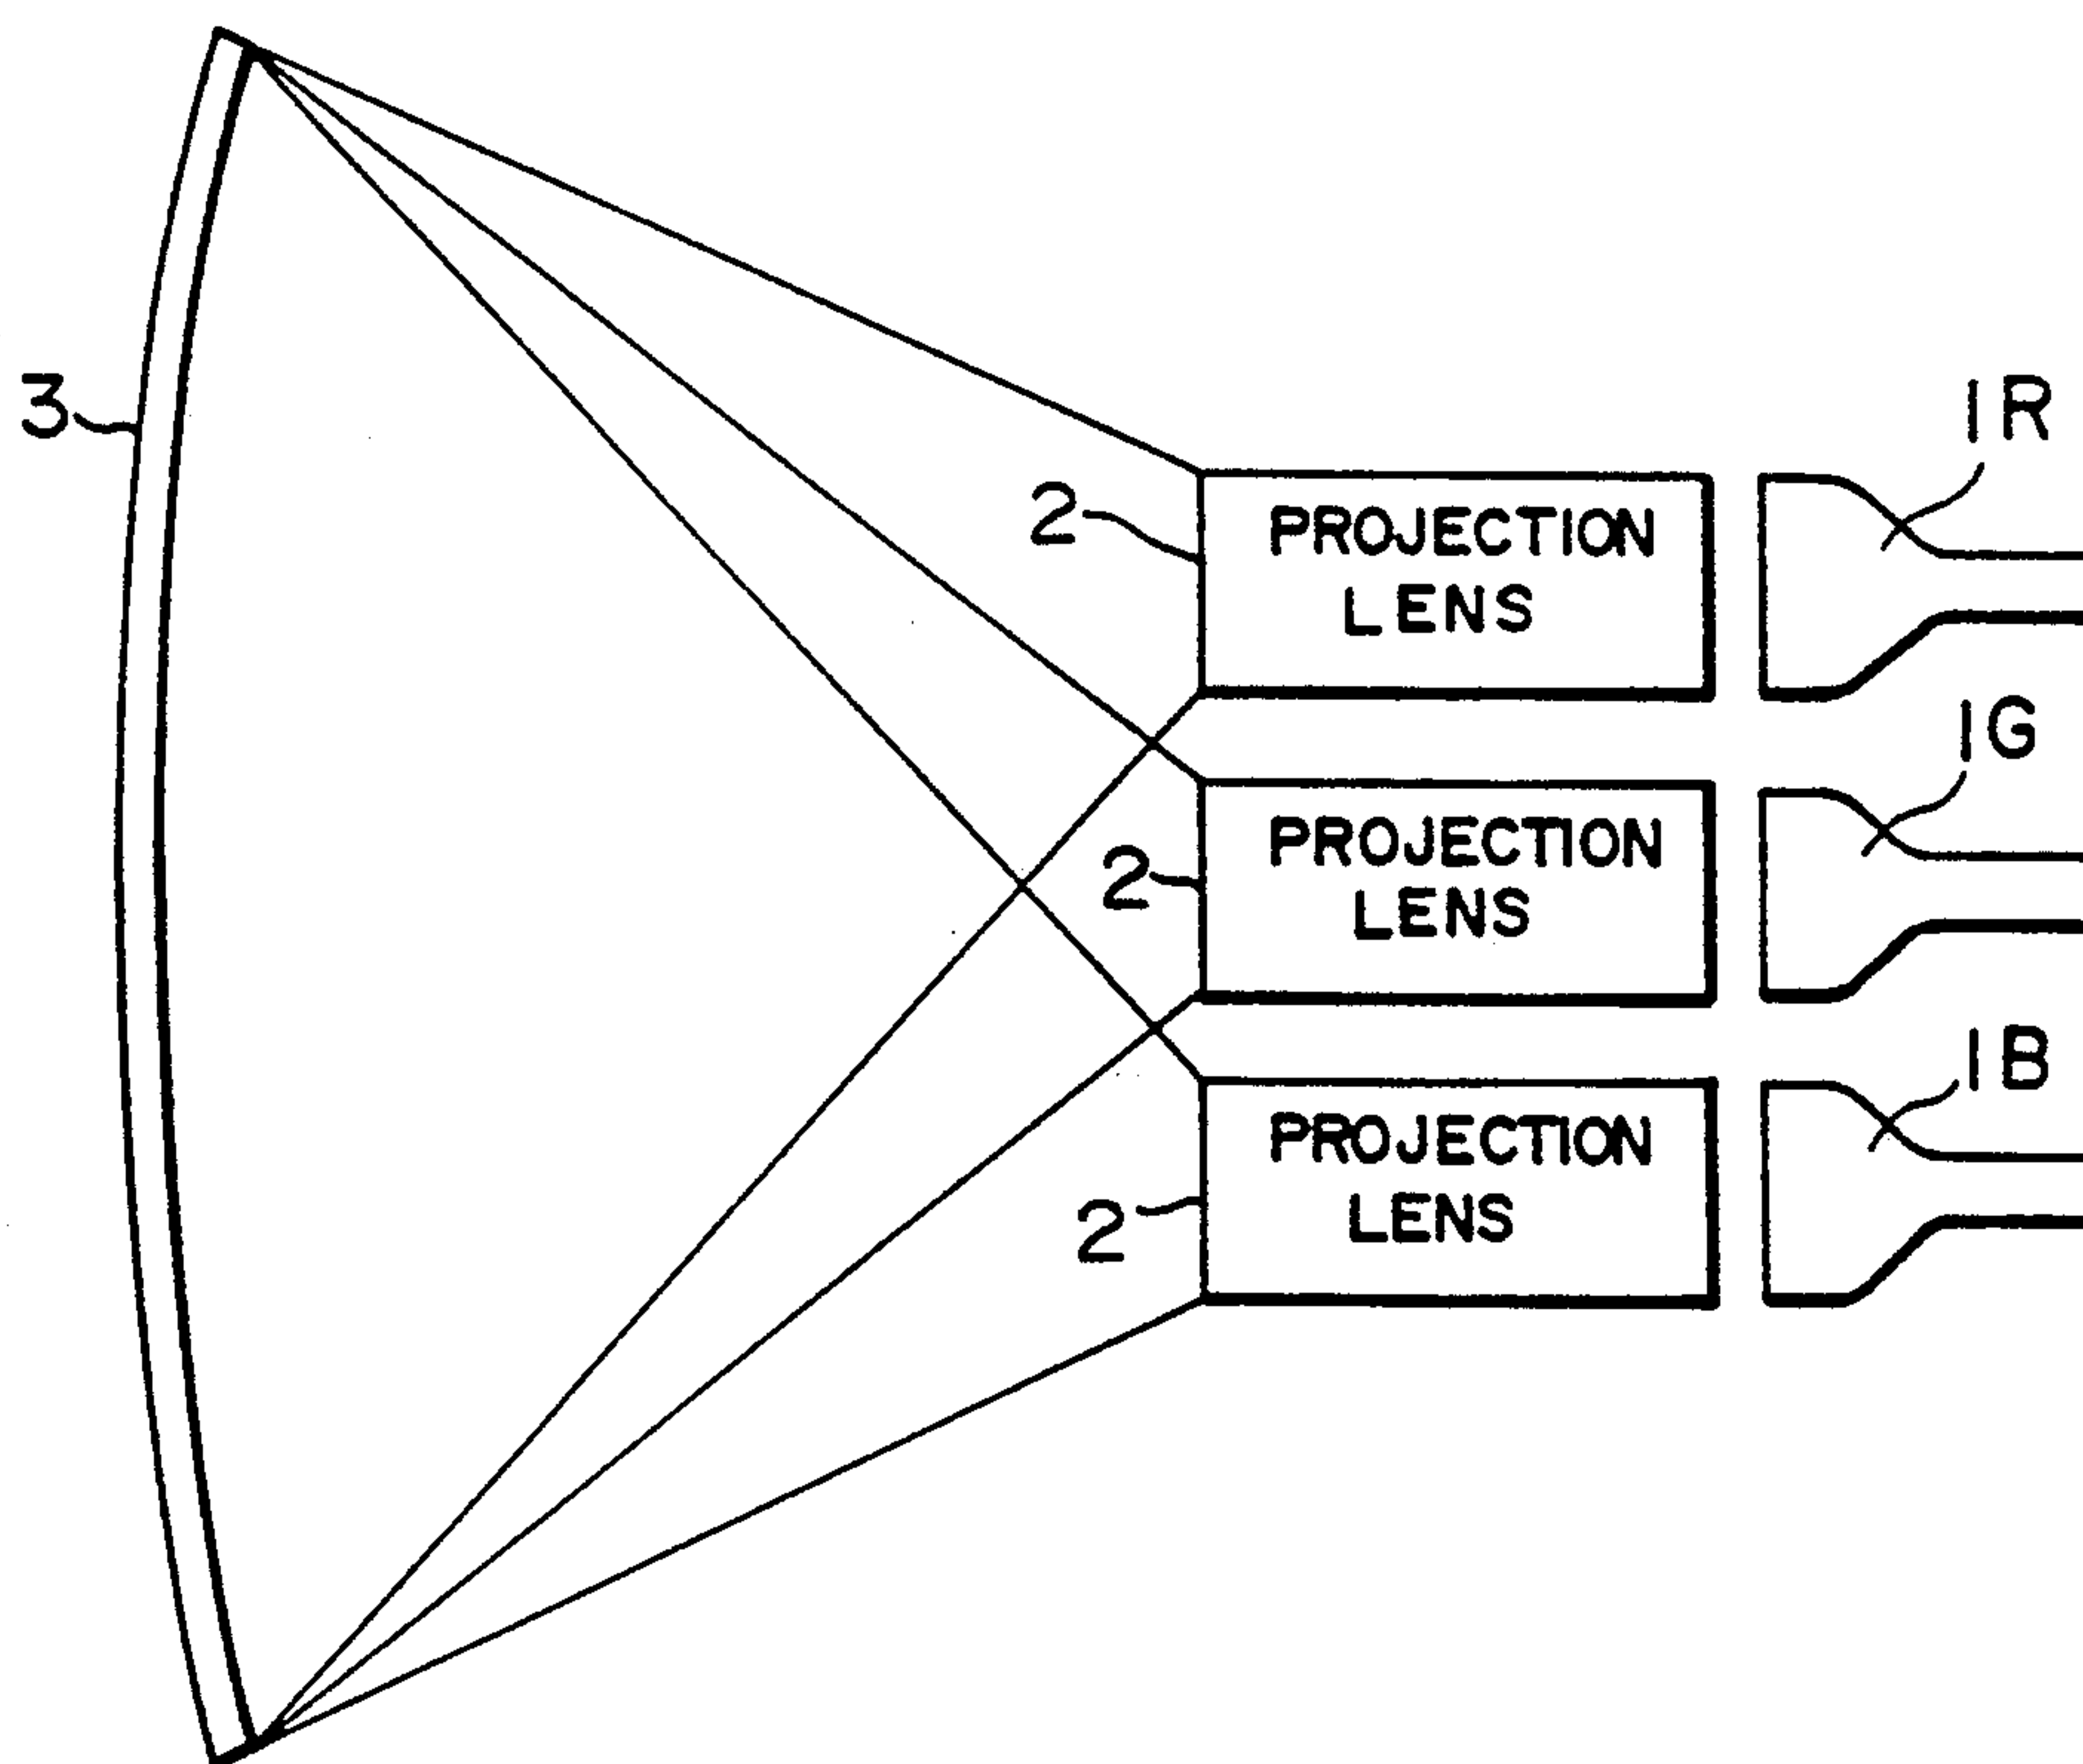 3
1R
2
PROJECTION
LENS
1G
2
PROJECTION
LENS
1B
2
PROJECTION
LENS